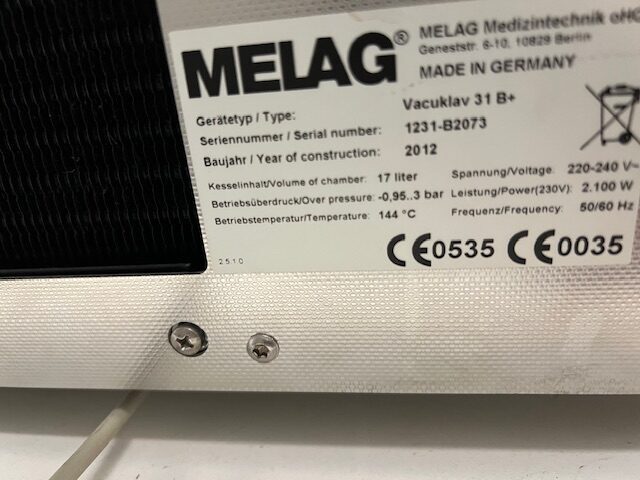 MELAG®
MELAG Medizintechnik oHG
Geneststr. 6-10, 10829 Berlin
MADE IN GERMANY
Gerätetyp / Type: Vacuklav 31 B+
Seriennummer / Serial number: 1231-B2073
Baujahr / Year of construction: 2012
Kesselinhalt/Volume of chamber: 17 liter Spannung/Voltage: 220-240 V~
Betriebsüberdruck/Over pressure: -0,95..3 bar Leistung/Power(230V): 2.100 W
Betriebstemperatur/Temperature: 144 °C Frequenz/Frequency: 50/60 Hz
2510 CE0535 CE0035